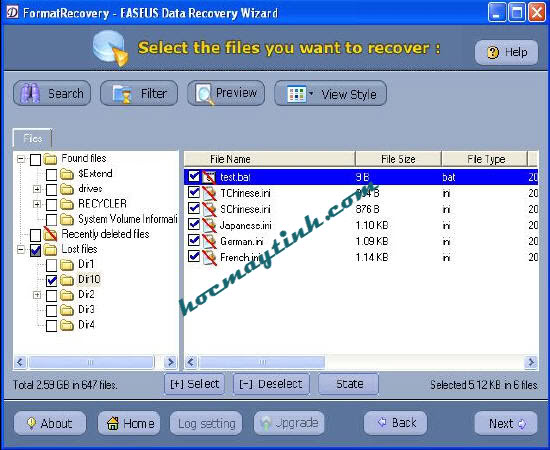 FormatRecovery - EASEUS Data Recovery Wizard
Select the files you want to recover :
Help
Search
Filter
Preview
View Style
Files
File Name File Size File Type
Found files
$Extend
drives
RECYCLER
System Volume Informati
Recently deleted files
Lost files
Dir1
Dir10
Dir2
Dir3
Dir4
test.bat 9 B bat 20
TChinese.ini ini 20
SChinese.ini 876 B ini 20
Japanese.ini 1.10 KB ini 20
German.ini 1.09 KB ini 20
French.ini 1.14 KB ini 20
hocmaytinh.com
Total 2.59 GB in 647 files.
[+] Select
[−] Deselect
State
Selected 5.12 KB in 6 files.
About
Home
Log setting
Upgrade
Back
Next